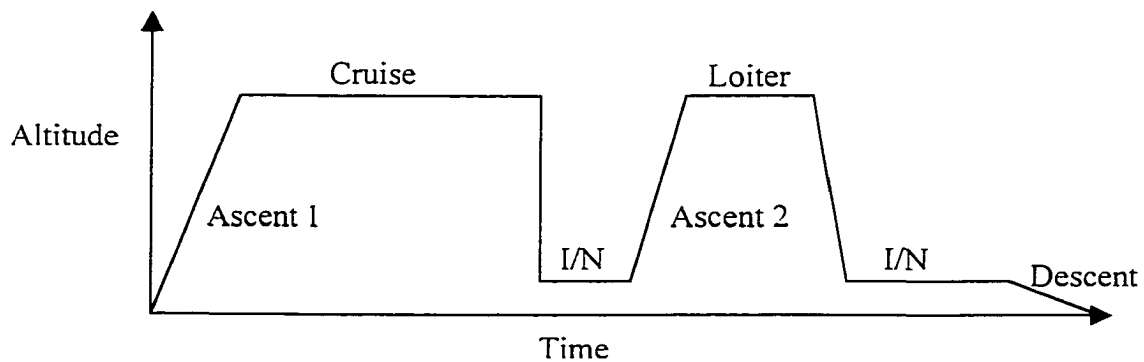 Cruise
Loiter
Altitude
Ascent 1
Ascent 2
I/N
I/N
Descent
Time